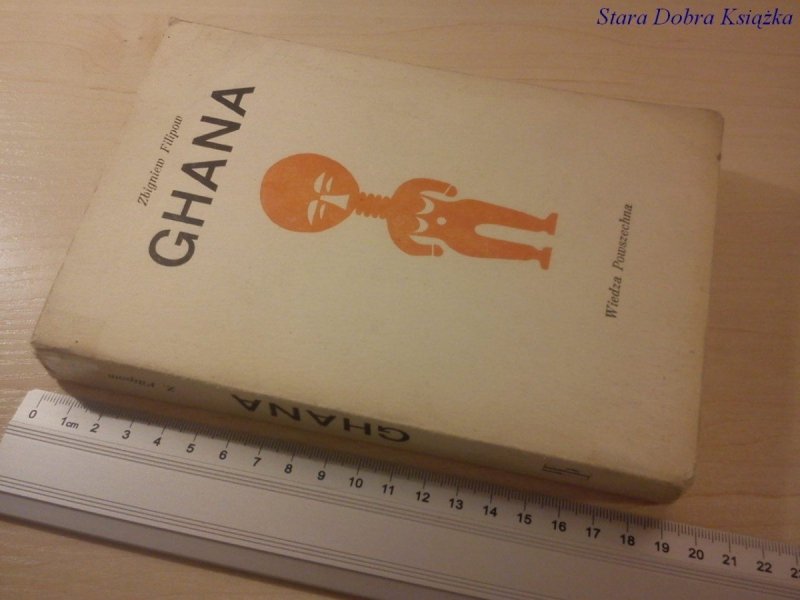 Stara Dobra Książka
Zbigniew Filipow
GHANA
Wiedza Powszechna
Z. Filipow
GHANA
0 1cm 2 3 4 5 6 7 8 9 10 11 12 13 14 15 16 17 18 19 20 21 22